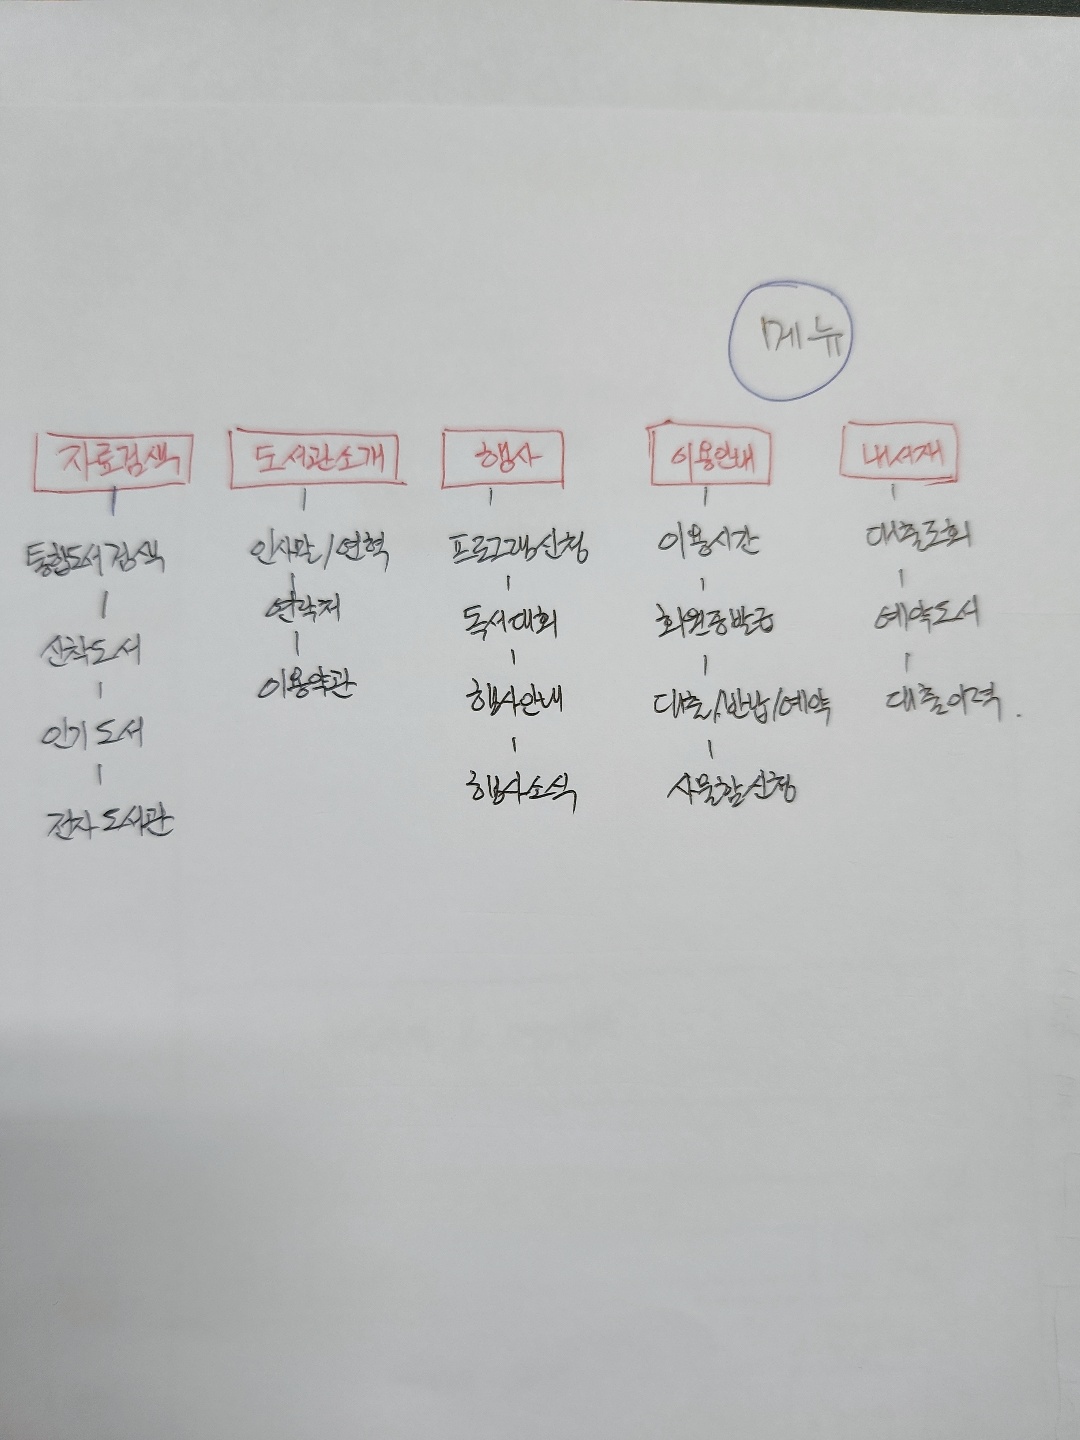 메뉴
자료검색
통합도서검색
신착도서
인기도서
전자도서관
도서관소개
인사말/연혁
연락처
이용약관
행사
프로그램신청
독서대회
행사안내
행사소식
이용안내
이용시간
회원증발급
대출/반납/예약
사물함신청
내서재
대출조회
예약도서
대출이력.